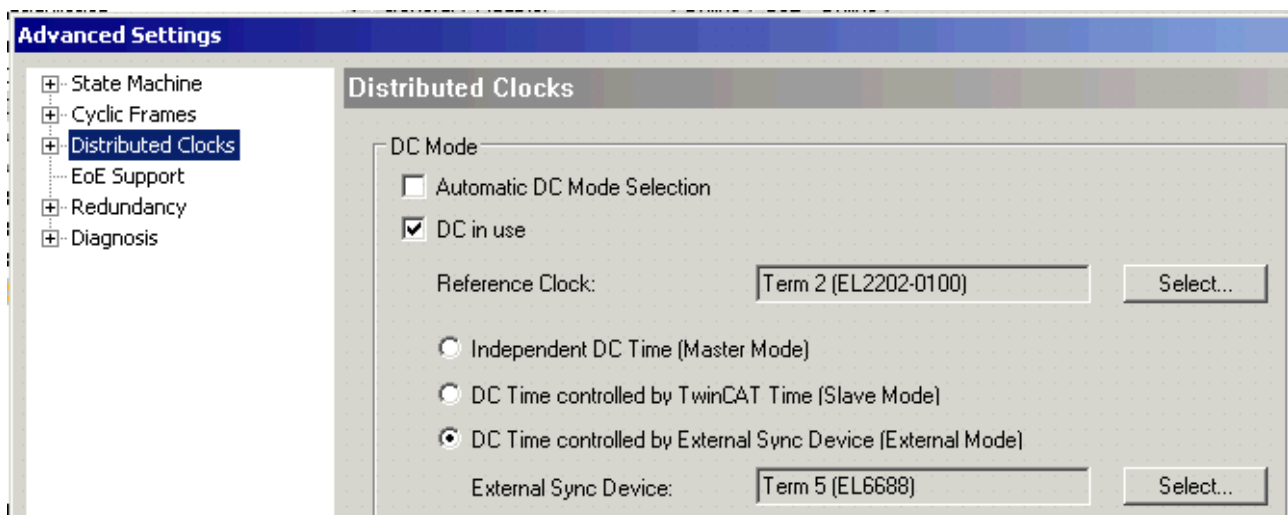 Advanced Settings
State Machine
Cyclic Frames
Distributed Clocks
EoE Support
Redundancy
Diagnosis
Distributed Clocks
DC Mode
Automatic DC Mode Selection
DC in use
Reference Clock: Term 2 (EL2202-0100) Select...
Independent DC Time (Master Mode)
DC Time controlled by TwinCAT Time (Slave Mode)
DC Time controlled by External Sync Device (External Mode)
External Sync Device: Term 5 (EL6688) Select...